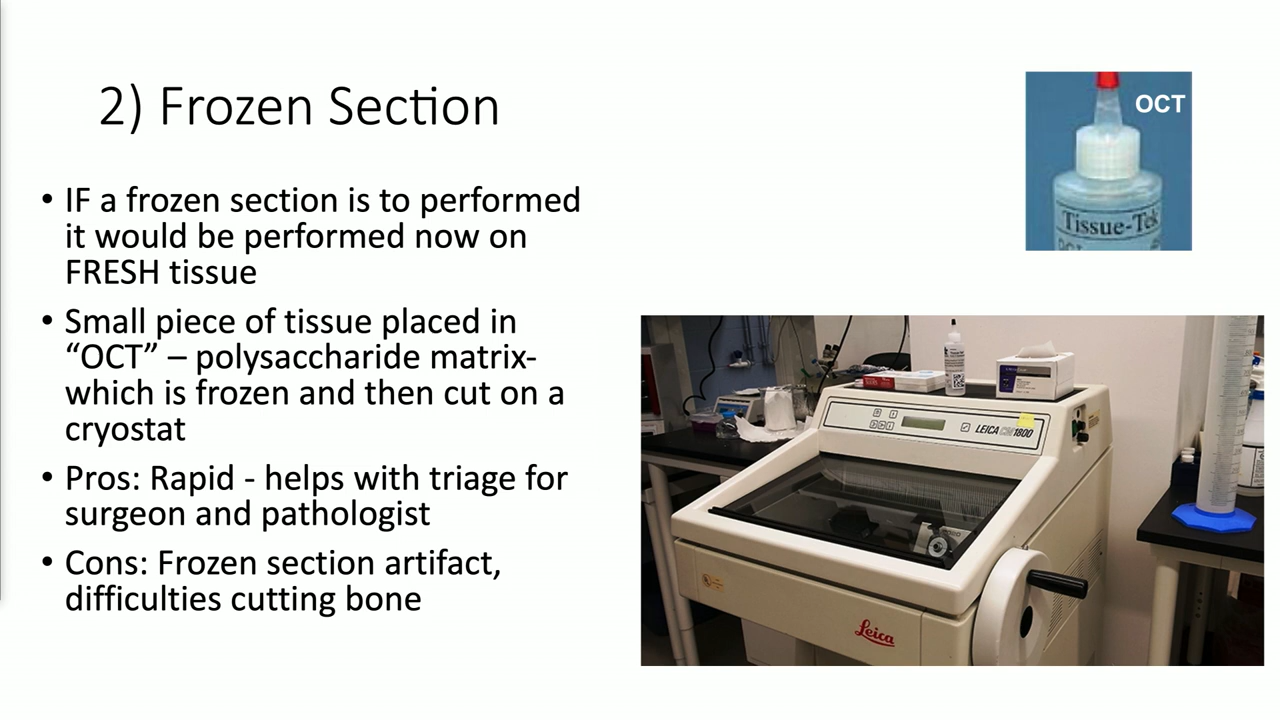 2) Frozen Section
OCT
Tissue-Tek
• IF a frozen section is to performed
it would be performed now on
FRESH tissue
• Small piece of tissue placed in
“OCT” – polysaccharide matrix-
which is frozen and then cut on a
cryostat
• Pros: Rapid - helps with triage for
surgeon and pathologist
• Cons: Frozen section artifact,
difficulties cutting bone
LEICA CM1800
Leica